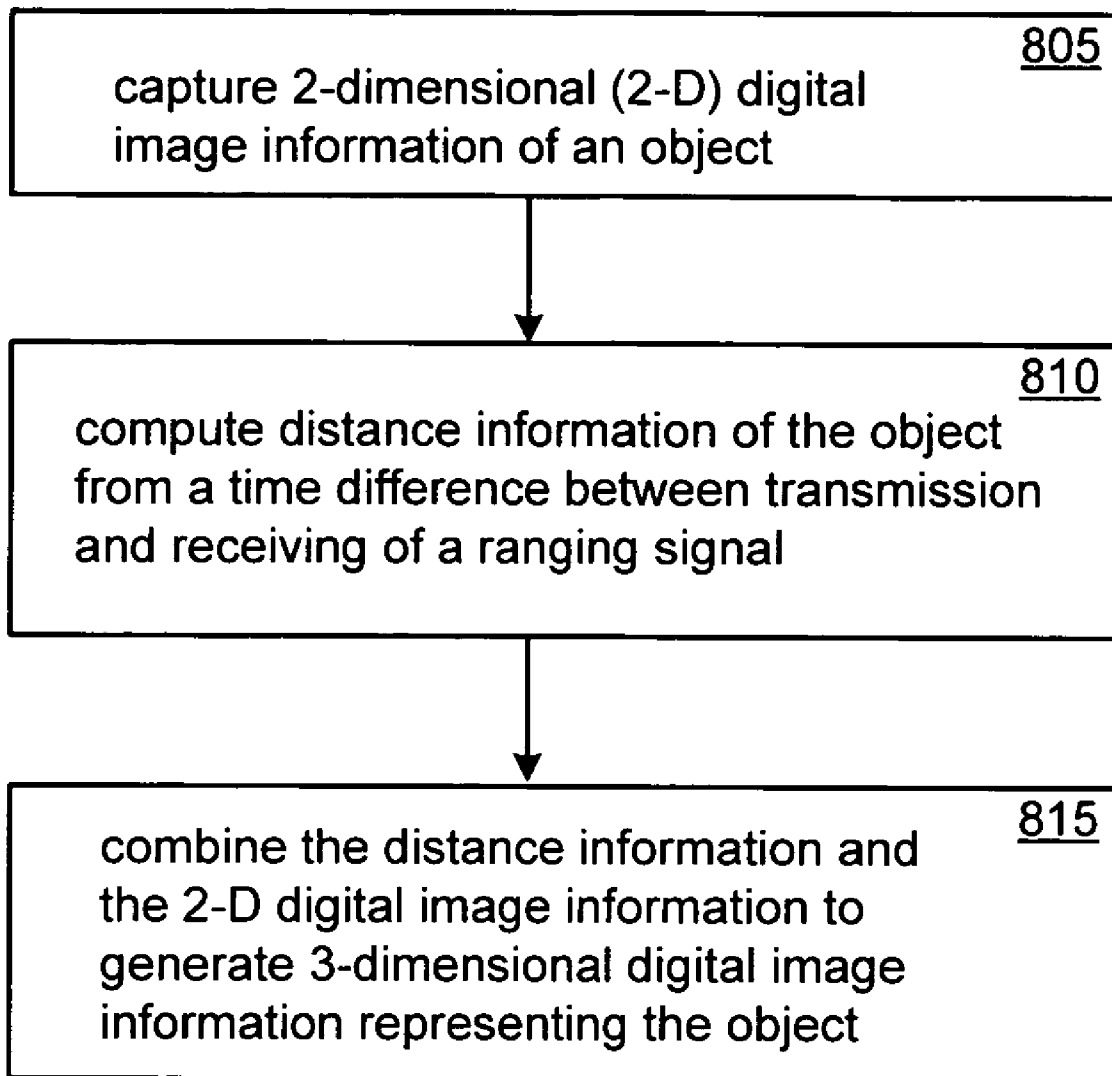 805
capture 2-dimensional (2-D) digital
image information of an object
810
compute distance information of the object
from a time difference between transmission
and receiving of a ranging signal
815
combine the distance information and
the 2-D digital image information to
generate 3-dimensional digital image
information representing the object